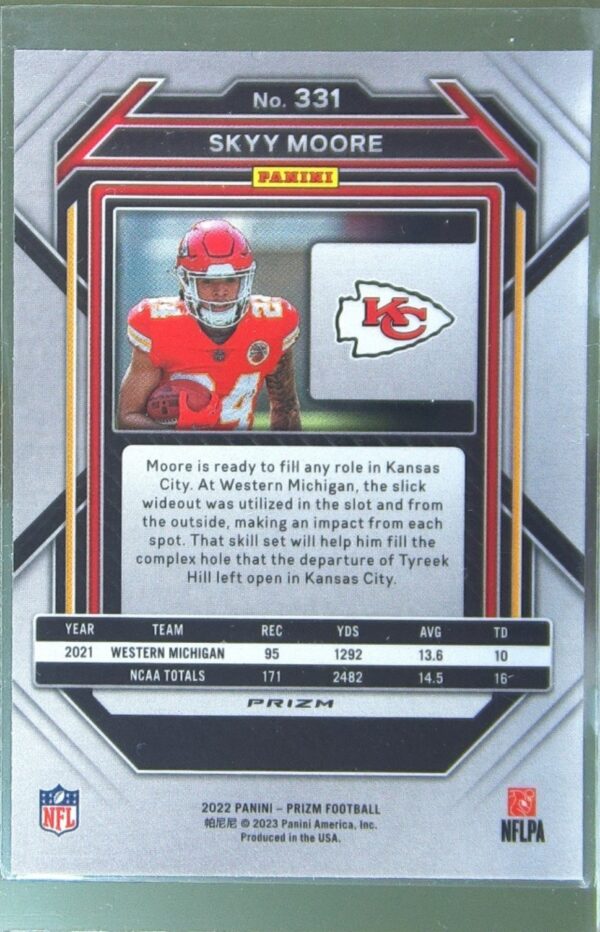 No. 331
SKYY MOORE
PANINI
24
24
KC
KC
Moore is ready to fill any role in Kansas
City. At Western Michigan, the slick
wideout was utilized in the slot and from
the outside, making an impact from each
spot. That skill set will help him fill the
complex hole that the departure of Tyreek
Hill left open in Kansas City.
YEAR TEAM REC YDS AVG TD
2021 WESTERN MICHIGAN 95 1292 13.6 10
NCAA TOTALS 171 2482 14.5 16
PRIZM
NFL
2022 PANINI – PRIZM FOOTBALL
帕尼尼 © 2023 Panini America, Inc.
Produced in the USA.
NFLPA